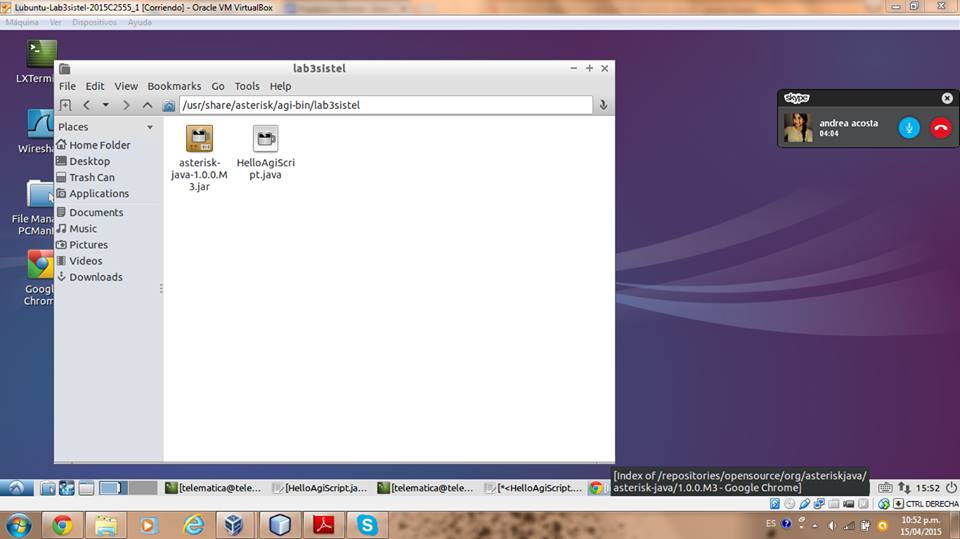 Lubuntu-Lab3sistel-2015C2555_1 [Corriendo] - Oracle VM VirtualBox
Máquina Ver Dispositivos Ayuda
LXTermi
Wiresha
File Mana
PCManF
Googl
Chrom
lab3sistel
File Edit View Bookmarks Go Tools Help
/usr/share/asterisk/agi-bin/lab3sistel
Places
Home Folder
Desktop
Trash Can
Applications
Documents
Music
Pictures
Videos
Downloads
asterisk-
java-1.0.0.M
3.jar
HelloAgiScri
pt.java
skype
andrea acosta
04:04
[Index of /repositories/opensource/org/asteriskjava/
asterisk-java/1.0.0.M3 - Google Chrome]
[telematica@tele... [HelloAgiScript.ja... [telematica@tele... [*<HelloAgiScript.... 15:52
CTRL DERECHA
ES
10:52 p.m.
15/04/2015